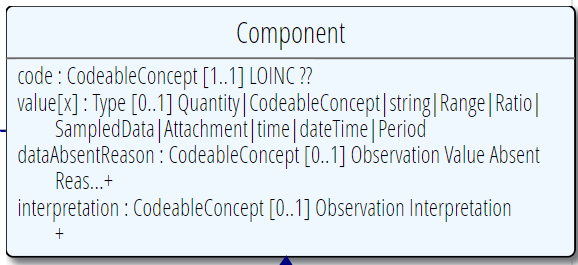 Component
code : CodeableConcept [1..1] LOINC ??
value[x] : Type [0..1] Quantity|CodeableConcept|string|Range|Ratio|
SampledData|Attachment|time|dateTime|Period
dataAbsentReason : CodeableConcept [0..1] Observation Value Absent
Reas...+
interpretation : CodeableConcept [0..1] Observation Interpretation
+